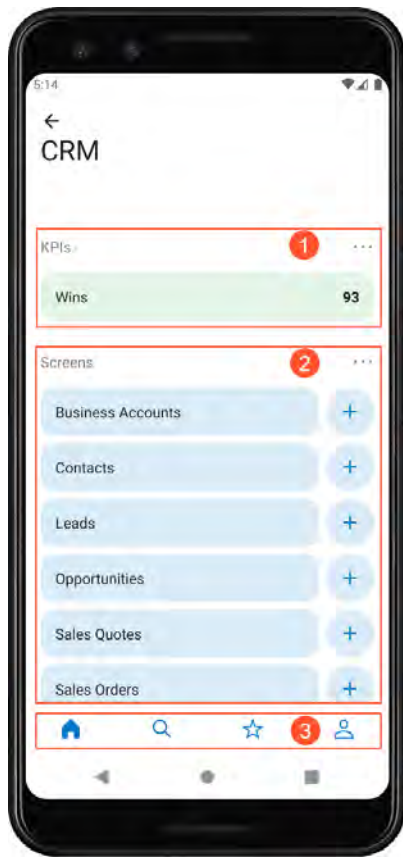 5:14
CRM
KPIs
1
...
Wins
93
Screens
2
...
Business Accounts
+
Contacts
+
Leads
+
Opportunities
+
Sales Quotes
+
Sales Orders
+
3